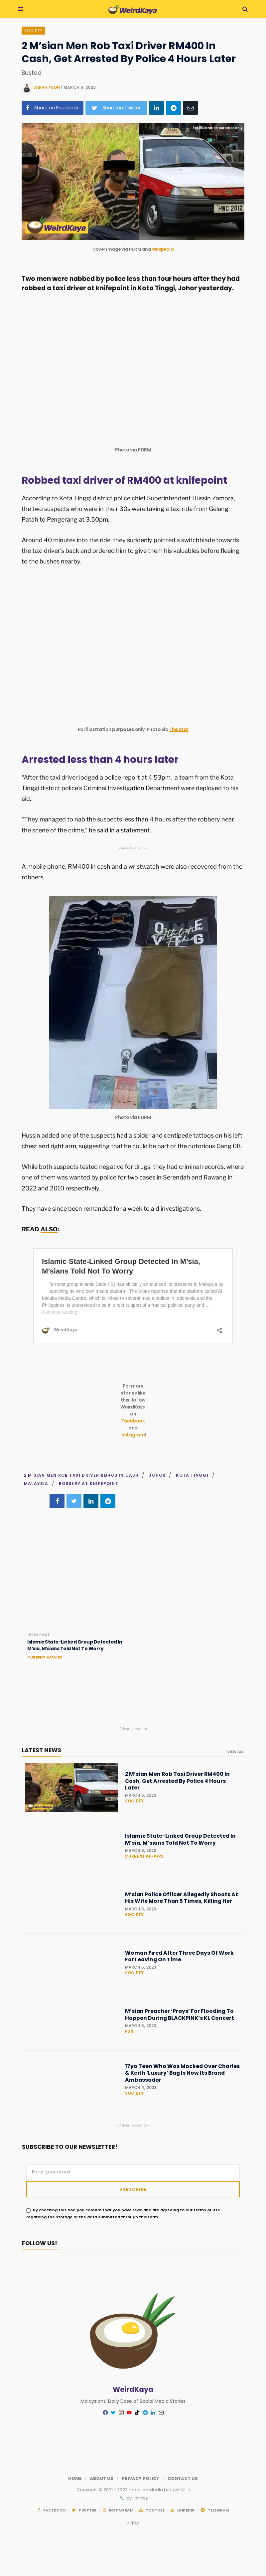 WeirdKaya
SOCIETY
2 M’sian Men Rob Taxi Driver RM400 In
Cash, Get Arrested By Police 4 Hours Later
Busted.
SARAH YEOH | MARCH 6, 2023
Share on Facebook
Share on Twitter
For illustration purposes only
WeirdKaya
HWC 2012
Cover image via PDRM and Wikipedia
Two men were nabbed by police less than four hours after they had
robbed a taxi driver at knifepoint in Kota Tinggi, Johor yesterday.
Photo via PDRM
Robbed taxi driver of RM400 at knifepoint
According to Kota Tinggi district police chief Superintendent Hussin Zamora,
the two suspects who were in their 30s were taking a taxi ride from Gelang
Patah to Pengerang at 3.50pm.
Around 40 minutes into the ride, they suddenly pointed a switchblade towards
the taxi driver’s back and ordered him to give them his valuables before fleeing
to the bushes nearby.
For illustration purposes only. Photo via The Star
Arrested less than 4 hours later
“After the taxi driver lodged a police report at 4.53pm, a team from the Kota
Tinggi district police’s Criminal Investigation Department were deployed to his
aid.
“They managed to nab the suspects less than 4 hours after the robbery near
the scene of the crime,” he said in a statement.
- Advertisements -
A mobile phone, RM400 in cash and a wristwatch were also recovered from the
robbers.
Photo via PDRM
Hussin added one of the suspects had a spider and centipede tattoos on his left
chest and right arm, suggesting that he could be part of the notorious Gang 08.
While both suspects tested negative for drugs, they had criminal records, where
one of them was wanted by police for two cases in Serendah and Rawang in
2022 and 2010 respectively.
They have since been remanded for a week to aid investigations.
READ ALSO:
Islamic State-Linked Group Detected In M’sia,
M’sians Told Not To Worry
Terrorist group Islamic State (IS) has officially announced its presence in Malaysia by
launching its very own media platform. The Vibes reported that the platform called Al
Malaka Media Centre, which is linked to several media outlets in Indonesia and the
Philippines, is understood to be in direct support of a “radical political party and …
Continue reading
WeirdKaya
For more
stories like
this, follow
WeirdKaya
on
Facebook
and
Instagram!
2 M'SIAN MEN ROB TAXI DRIVER RM400 IN CASH / JOHOR / KOTA TINGGI /
MALAYSIA / ROBBERY AT KNIFEPOINT
PREV POST
Islamic State-Linked Group Detected In
M’sia, M’sians Told Not To Worry
CURRENT AFFAIRS
- Advertisements -
LATEST NEWS
VIEW ALL
2 M’sian Men Rob Taxi Driver RM400 In
Cash, Get Arrested By Police 4 Hours
Later
MARCH 6, 2023
SOCIETY
Islamic State-Linked Group Detected In
M’sia, M’sians Told Not To Worry
MARCH 6, 2023
CURRENT AFFAIRS
M’sian Police Officer Allegedly Shoots At
His Wife More Than 5 Times, Killing Her
MARCH 6, 2023
SOCIETY
Woman Fired After Three Days Of Work
For Leaving On Time
MARCH 6, 2023
SOCIETY
M’sian Preacher ‘Prays’ For Flooding To
Happen During BLACKPINK’s KL Concert
MARCH 5, 2023
FUN
17yo Teen Who Was Mocked Over Charles
& Keith ‘Luxury’ Bag Is Now Its Brand
Ambassador
MARCH 4, 2023
SOCIETY
- Advertisements -
SUBSCRIBE TO OUR NEWSLETTER!
Enter your email
SUBSCRIBE
By checking this box, you confirm that you have read and are agreeing to our terms of use
regarding the storage of the data submitted through this form.
FOLLOW US!
WeirdKaya
Malaysians' Daily Dose of Social Media Stories
HOME
ABOUT US
PRIVACY POLICY
CONTACT US
Copyright © 2021 - 2023 Headline Media
by Infinity
FACEBOOK
TWITTER
INSTAGRAM
YOUTUBE
LINKEDIN
TELEGRAM
Top